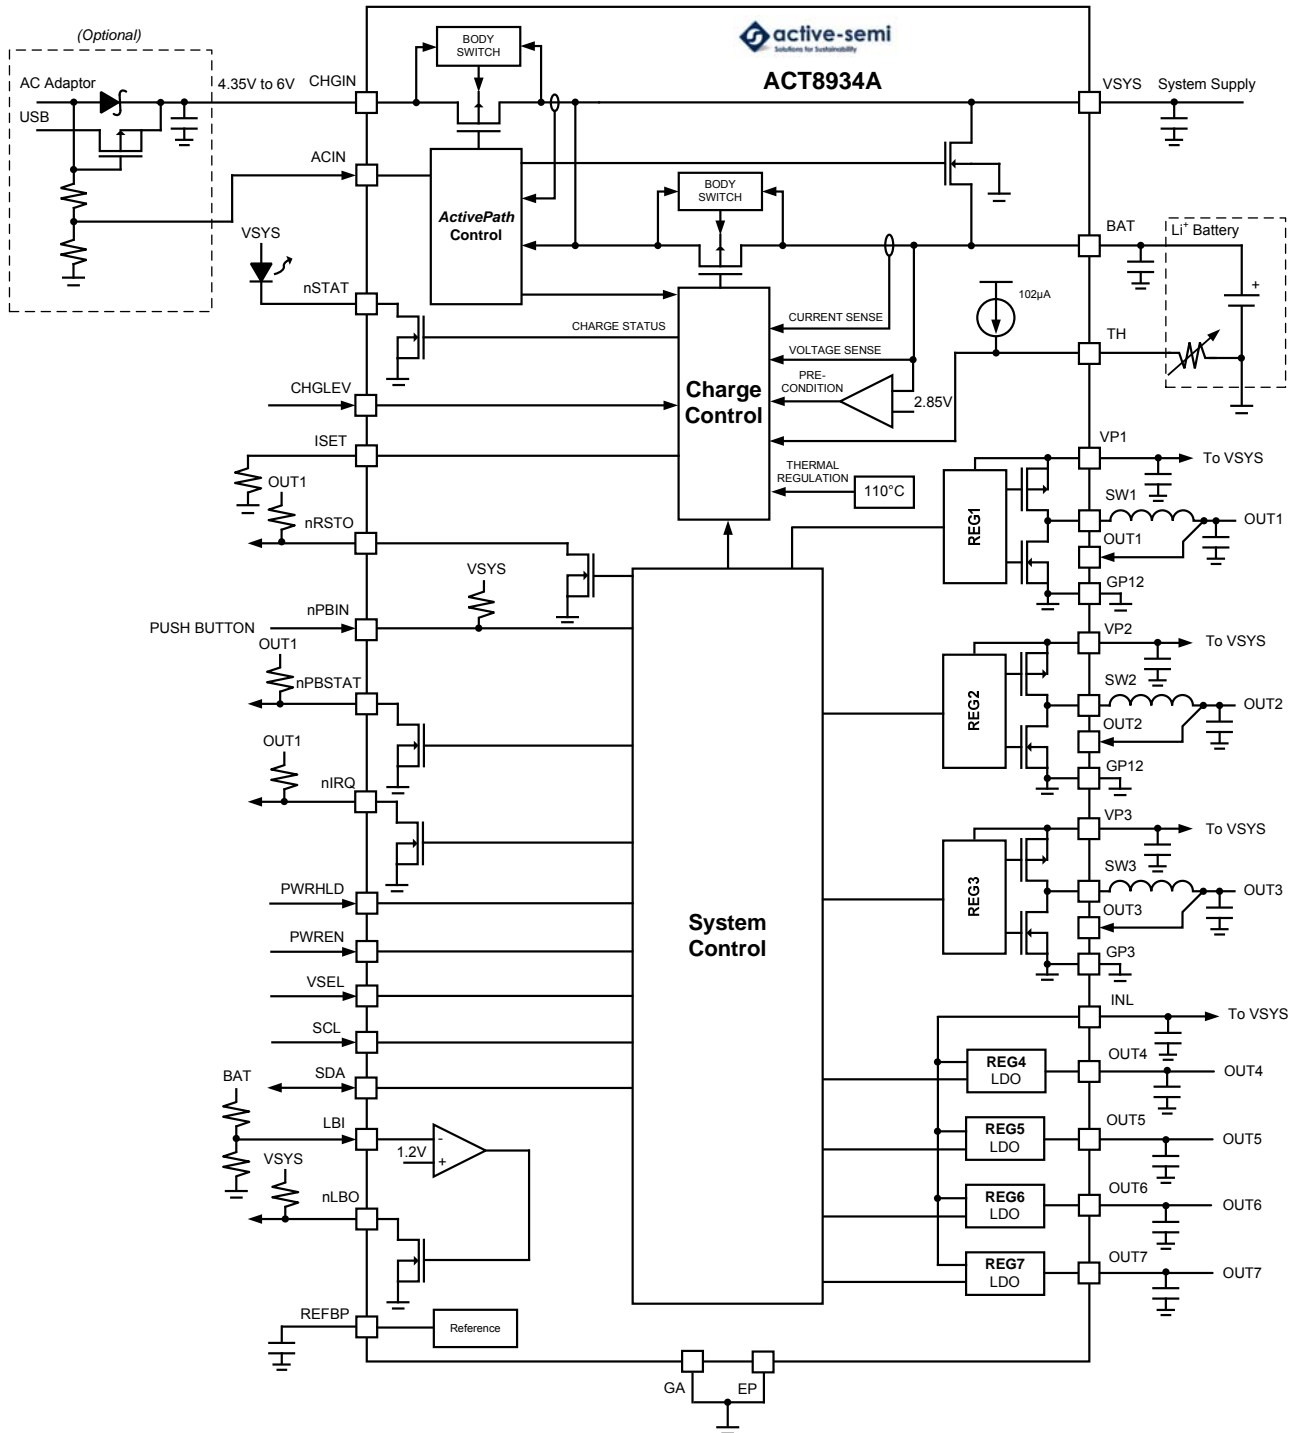 active-semi
Solutions for Sustainability
ACT8934A
(Optional)
AC Adaptor
USB
4.35V to 6V
CHGIN
BODY
SWITCH
VSYS
System Supply
ACIN
ActivePath
Control
BODY
SWITCH
VSYS
nSTAT
BAT
Li+ Battery
+
102µA
CHARGE STATUS
CURRENT SENSE
VOLTAGE SENSE
PRE-
CONDITION
2.85V
TH
Charge
Control
CHGLEV
ISET
THERMAL
REGULATION
110°C
OUT1
nRSTO
VP1
To VSYS
REG1
SW1
OUT1
OUT1
GP12
VSYS
nPBIN
PUSH BUTTON
OUT1
nPBSTAT
VP2
To VSYS
REG2
SW2
OUT2
OUT2
GP12
OUT1
nIRQ
VP3
To VSYS
REG3
SW3
OUT3
OUT3
GP3
PWRHLD
PWREN
System
Control
VSEL
SCL
SDA
INL
To VSYS
REG4
LDO
OUT4
OUT4
BAT
LBI
1.2V
-
+
REG5
LDO
OUT5
OUT5
VSYS
nLBO
REG6
LDO
OUT6
OUT6
REG7
LDO
OUT7
REFBP
Reference
GA
EP